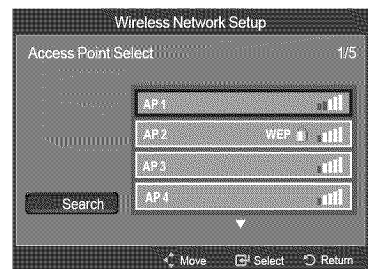 Wireless Network Setup
Access Point Select 1/5
AP 1
AP 2 WEP
AP 3
AP 4
Search
Move Select Return